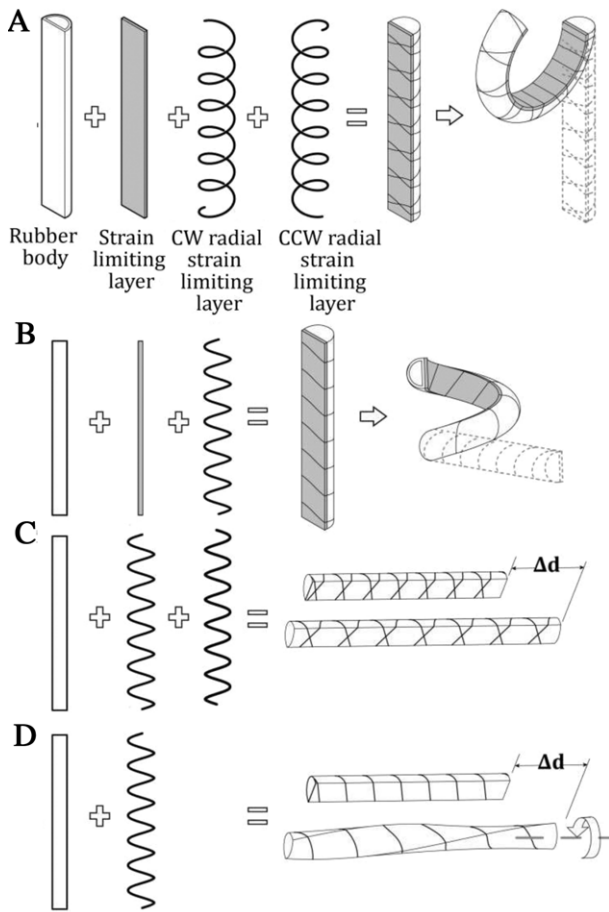 A
Rubber
body
Strain
limiting
layer
CW radial
strain
limiting
layer
CCW radial
strain
limiting
layer
B
C
Δd
D
Δd